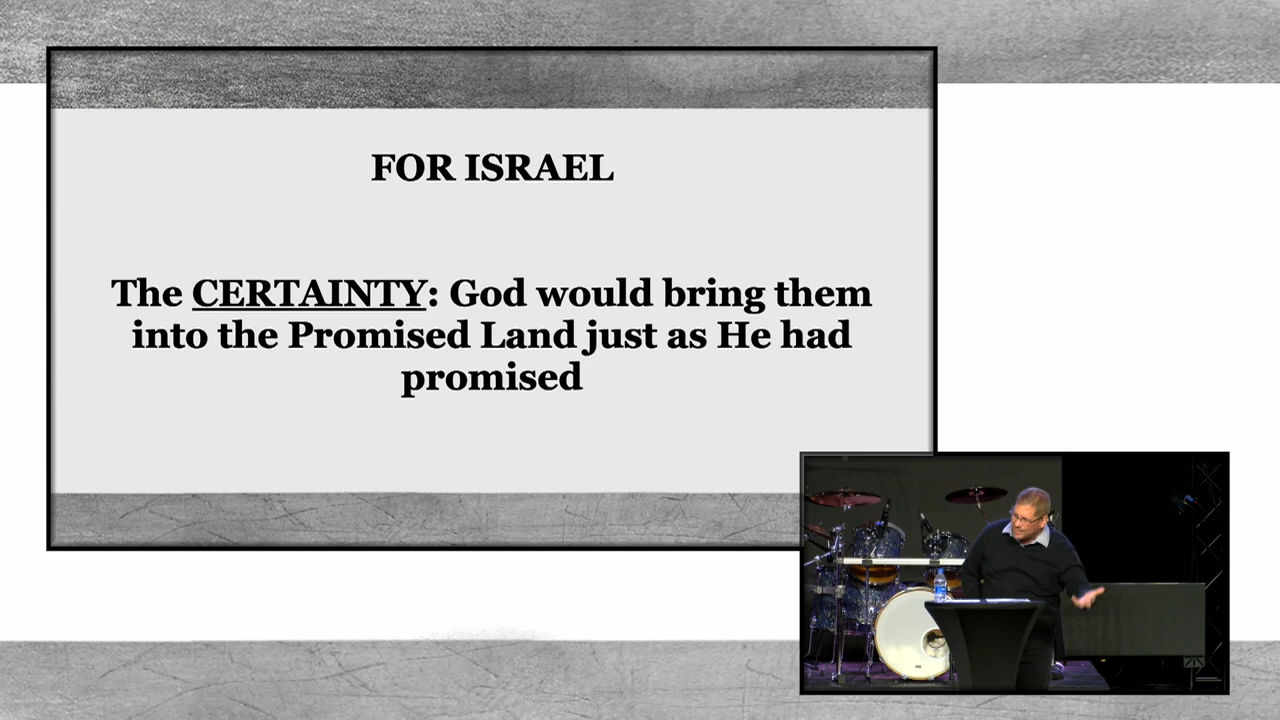 FOR ISRAEL
The CERTAINTY: God would bring them
into the Promised Land just as He had
promised